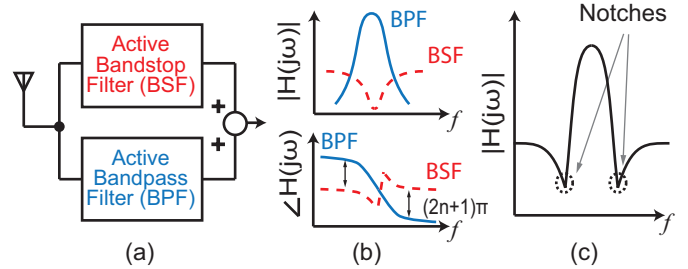 Active
Bandstop
Filter (BSF)
+
+
Active
Bandpass
Filter (BPF)
(a)
|H(jω)|
BPF
BSF
f
∠H(jω)
BPF
BSF
(2n+1)π
f
(b)
Notches
|H(jω)|
f
(c)